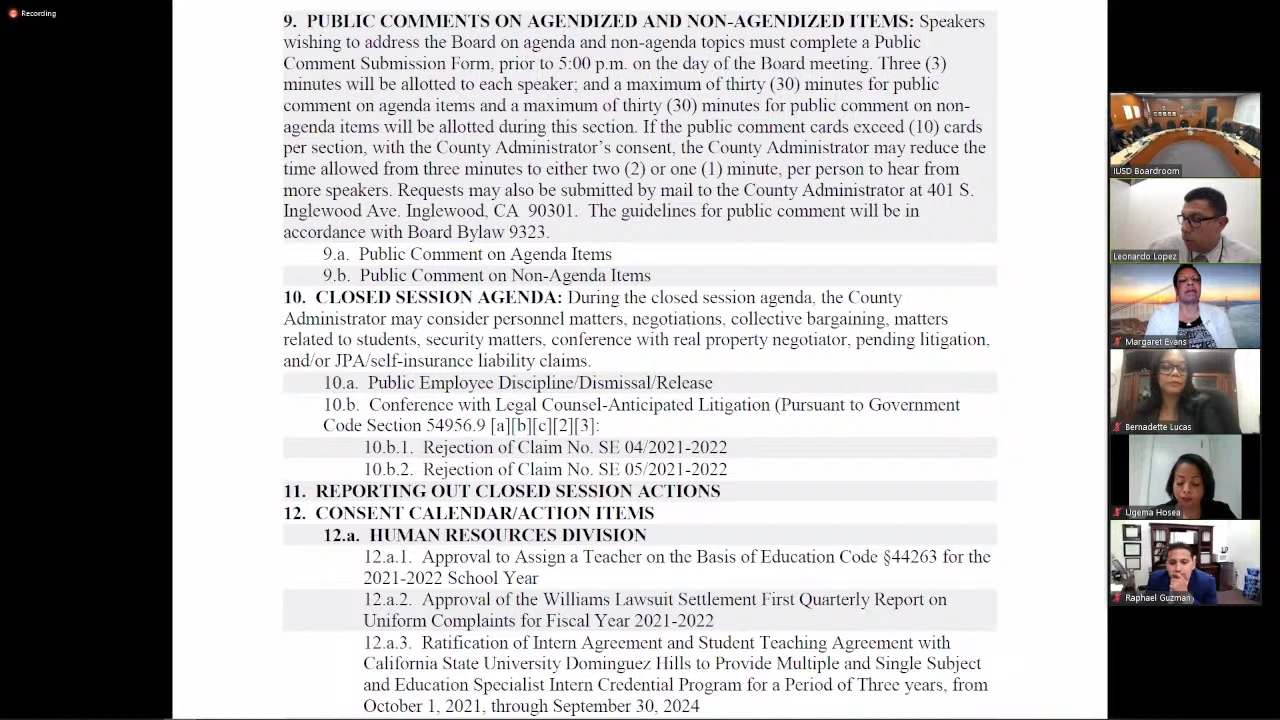 Recording
9. PUBLIC COMMENTS ON AGENDIZED AND NON-AGENDIZED ITEMS: Speakers
wishing to address the Board on agenda and non-agenda topics must complete a Public
Comment Submission Form, prior to 5:00 p.m. on the day of the Board meeting. Three (3)
minutes will be allotted to each speaker; and a maximum of thirty (30) minutes for public
comment on agenda items and a maximum of thirty (30) minutes for public comment on non-
agenda items will be allotted during this section. If the public comment cards exceed (10) cards
per section, with the County Administrator’s consent, the County Administrator may reduce the
time allowed from three minutes to either two (2) or one (1) minute, per person to hear from
more speakers. Requests may also be submitted by mail to the County Administrator at 401 S.
Inglewood Ave. Inglewood, CA 90301. The guidelines for public comment will be in
accordance with Board Bylaw 9323.
9.a. Public Comment on Agenda Items
9.b. Public Comment on Non-Agenda Items
10. CLOSED SESSION AGENDA: During the closed session agenda, the County
Administrator may consider personnel matters, negotiations, collective bargaining, matters
related to students, security matters, conference with real property negotiator, pending litigation,
and/or JPA/self-insurance liability claims.
10.a. Public Employee Discipline/Dismissal/Release
10.b. Conference with Legal Counsel-Anticipated Litigation (Pursuant to Government
Code Section 54956.9 [a][b][c][2][3]:
10.b.1. Rejection of Claim No. SE 04/2021-2022
10.b.2. Rejection of Claim No. SE 05/2021-2022
11. REPORTING OUT CLOSED SESSION ACTIONS
12. CONSENT CALENDAR/ACTION ITEMS
12.a. HUMAN RESOURCES DIVISION
12.a.1. Approval to Assign a Teacher on the Basis of Education Code §44263 for the
2021-2022 School Year
12.a.2. Approval of the Williams Lawsuit Settlement First Quarterly Report on
Uniform Complaints for Fiscal Year 2021-2022
12.a.3. Ratification of Intern Agreement and Student Teaching Agreement with
California State University Dominguez Hills to Provide Multiple and Single Subject
and Education Specialist Intern Credential Program for a Period of Three years, from
October 1, 2021, through September 30, 2024
IUSD Boardroom
Leonardo Lopez
Margaret Evans
Bernadette Lucas
Ugema Hosea
Raphael Guzman